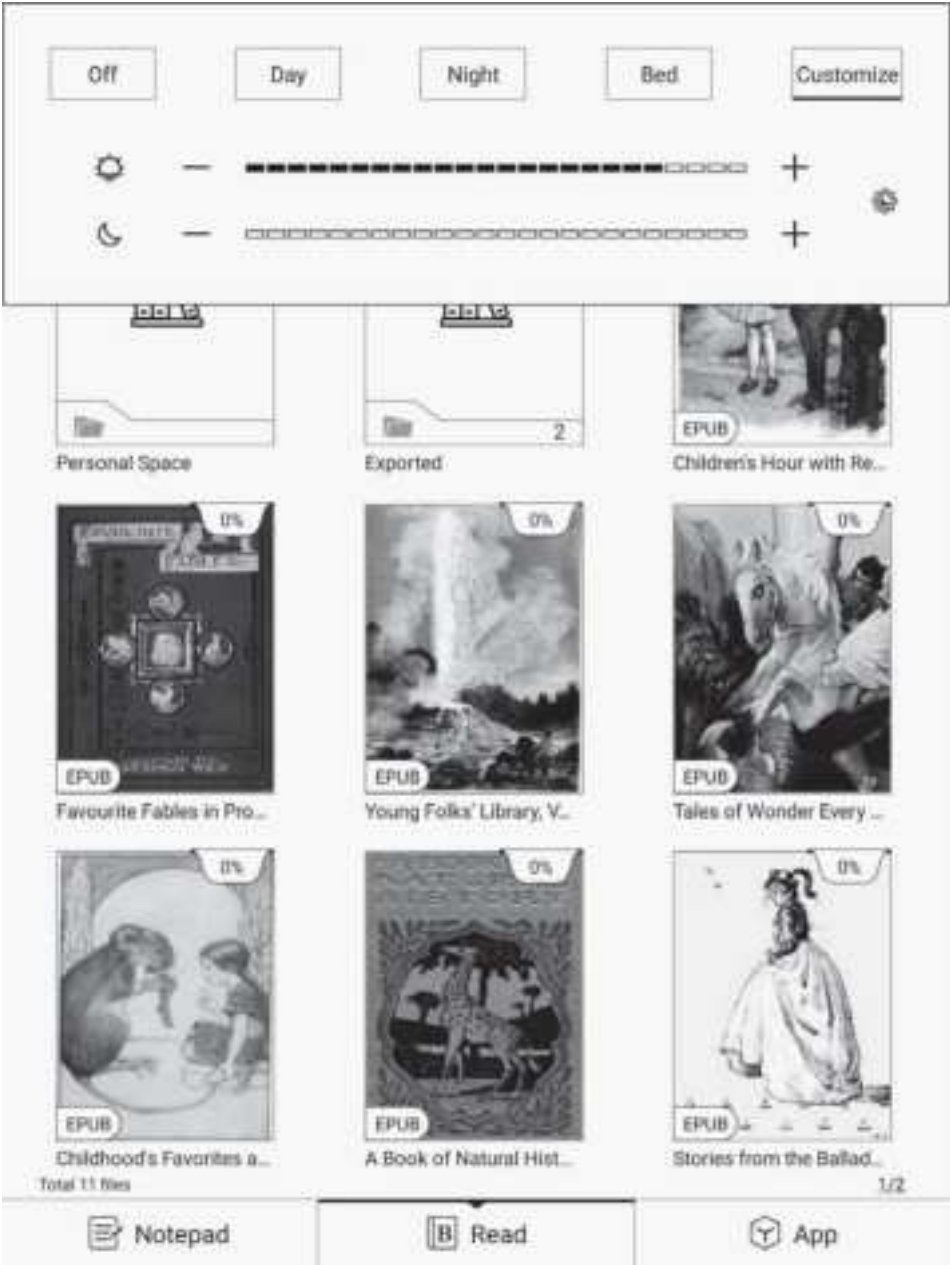 Off Day Night Bed Customize
EPUB
2
Personal Space Exported Children's Hour with Re...
0% 0% 0%
EPUB EPUB EPUB
Favourite Fables in Pro... Young Folks' Library, V... Tales of Wonder Every ...
0% 0% 0%
EPUB EPUB EPUB
Childhood's Favorites a... A Book of Natural Hist... Stories from the Ballad...
Total 11 files 1/2
Notepad B Read App